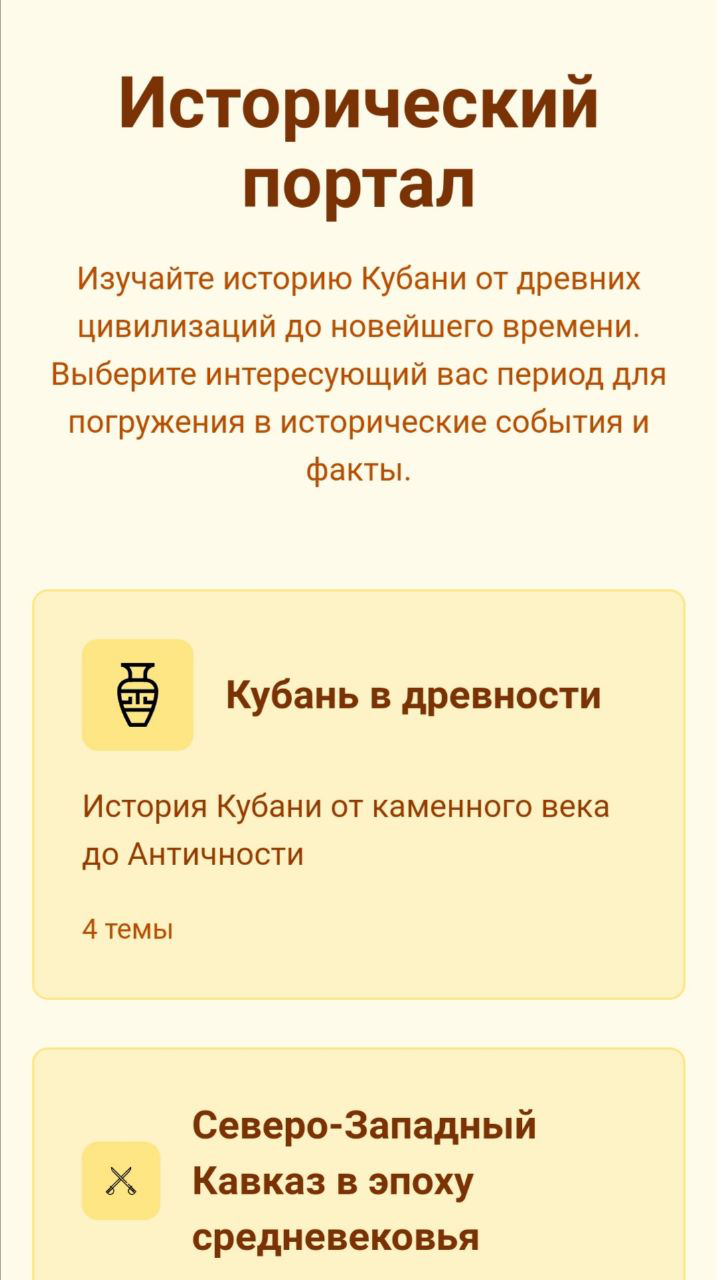 Исторический
портал
Изучайте историю Кубани от древних
цивилизаций до новейшего времени.
Выберите интересующий вас период для
погружения в исторические события и
факты.
Кубань в древности
История Кубани от каменного века
до Античности
4 темы
Северо-Западный
Кавказ в эпоху
средневековья